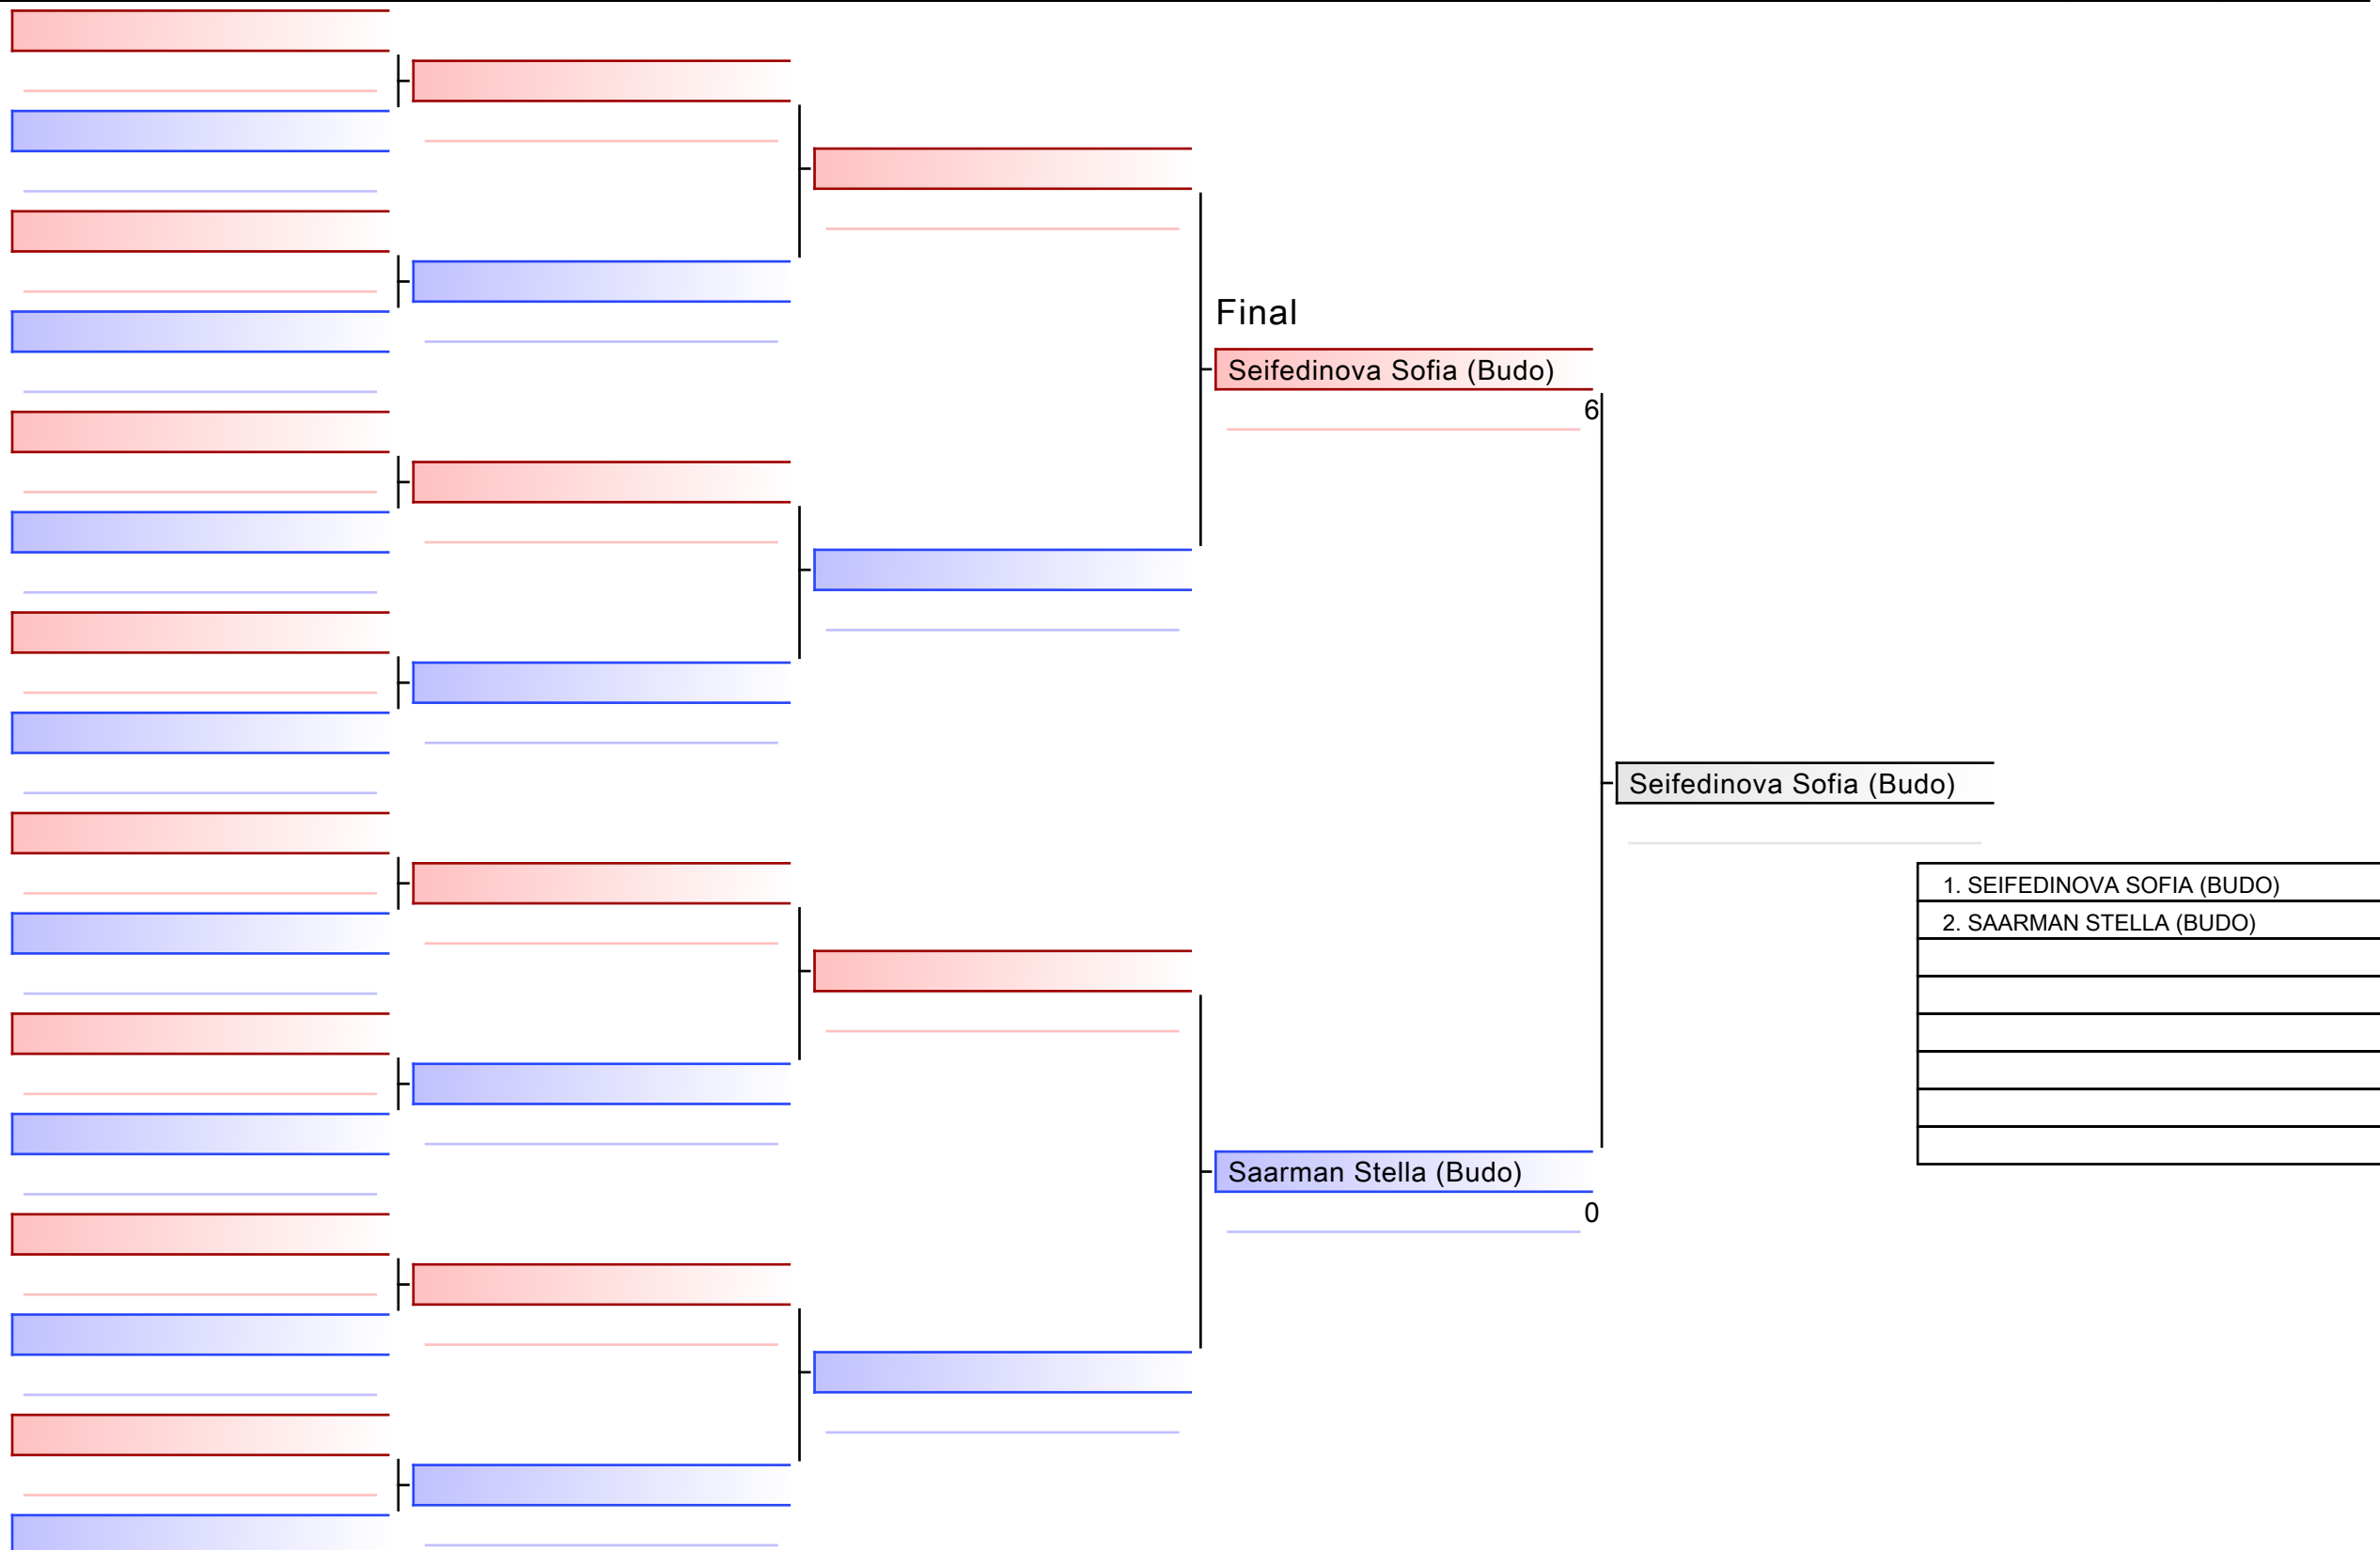 Final
Seifedinova Sofia (Budo)
6
Seifedinova Sofia (Budo)
1. SEIFEDINOVA SOFIA (BUDO)
2. SAARMAN STELLA (BUDO)
Saarman Stella (Budo)
0